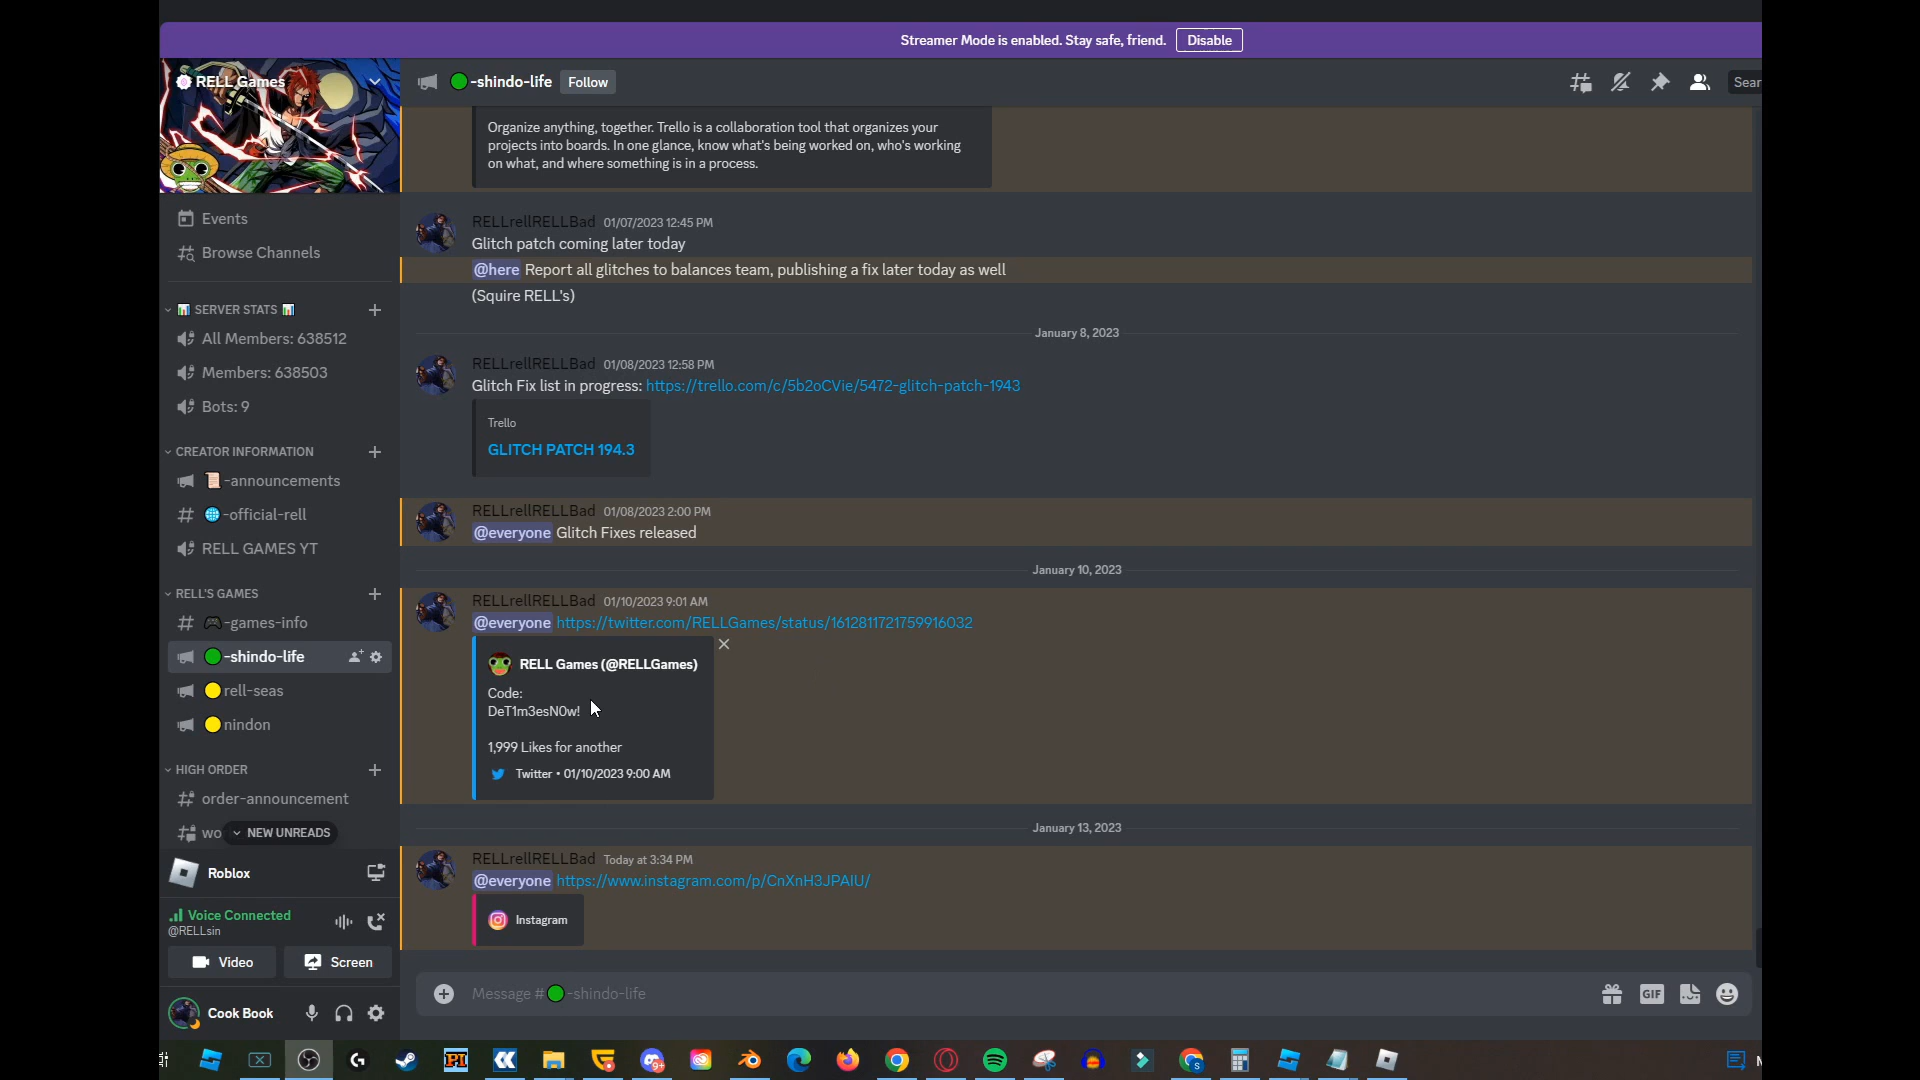 Streamer Mode is enabled. Stay safe, friend. Disable
RELL Games
-shindo-life Follow
Sear
Organize anything, together. Trello is a collaboration tool that organizes your
projects into boards. In one glance, know what's being worked on, who's working
on what, and where something is in a process.
Events
Browse Channels
SERVER STATS
All Members: 638512
Members: 638503
Bots: 9
CREATOR INFORMATION
-announcements
-official-rell
RELL GAMES YT
RELL'S GAMES
-games-info
-shindo-life
rell-seas
nindon
HIGH ORDER
order-announcement
wo
NEW UNREADS
Roblox
Voice Connected
@RELLsin
Video
Screen
Cook Book
RELLrellRELLBad 01/07/2023 12:45 PM
Glitch patch coming later today
@here Report all glitches to balances team, publishing a fix later today as well
(Squire RELL's)
January 8, 2023
RELLrellRELLBad 01/08/2023 12:58 PM
Glitch Fix list in progress: https://trello.com/c/5b2oCVie/5472-glitch-patch-1943
Trello
GLITCH PATCH 194.3
RELLrellRELLBad 01/08/2023 2:00 PM
@everyone Glitch Fixes released
January 10, 2023
RELLrellRELLBad 01/10/2023 9:01 AM
@everyone https://twitter.com/RELLGames/status/1612811721759916032
RELL Games (@RELLGames)
Code:
DeT1m3esN0w!
1,999 Likes for another
Twitter • 01/10/2023 9:00 AM
January 13, 2023
RELLrellRELLBad Today at 3:34 PM
@everyone https://www.instagram.com/p/CnXnH3JPAIU/
Instagram
Message # -shindo-life
GIF